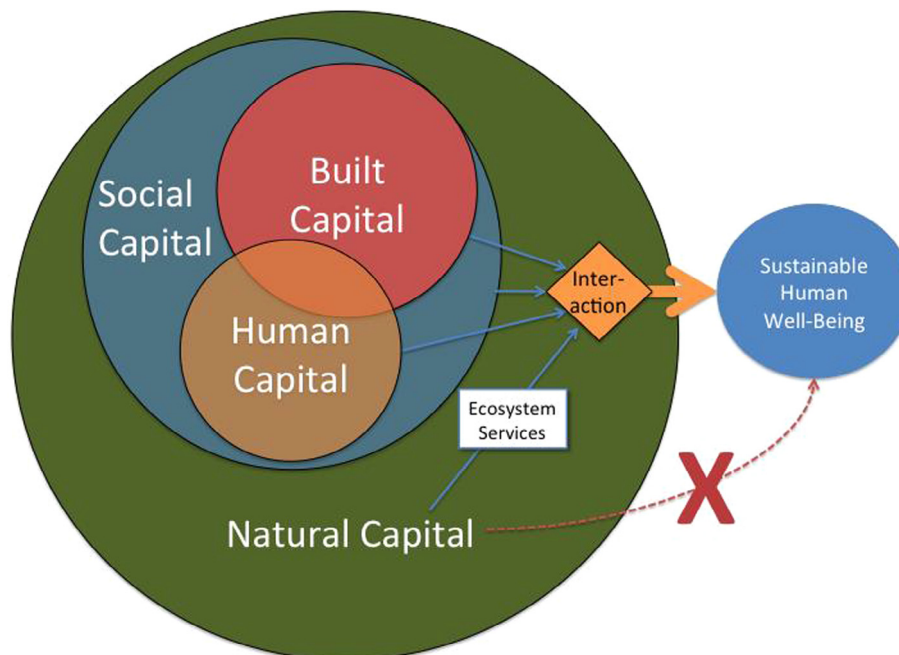 Built
Capital
Social
Capital
Human
Capital
Inter-
action
Sustainable
Human
Well-Being
Ecosystem
Services
Natural Capital
X